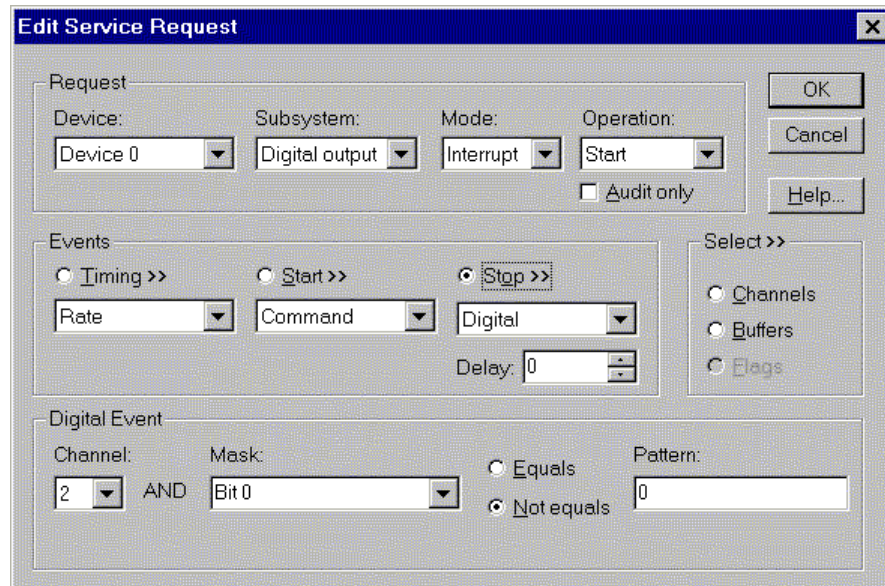 Edit Service Request
Request
Device: Subsystem: Mode: Operation:
Device 0 Digital output Interrupt Start
Audit only
OK
Cancel
Help...
Events
Timing >> Start >> Stop >>
Rate Command Digital
Delay: 0
Select >>
Channels
Buffers
Flags
Digital Event
Channel: Mask: Pattern:
2 AND Bit 0 0
Equals
Not equals